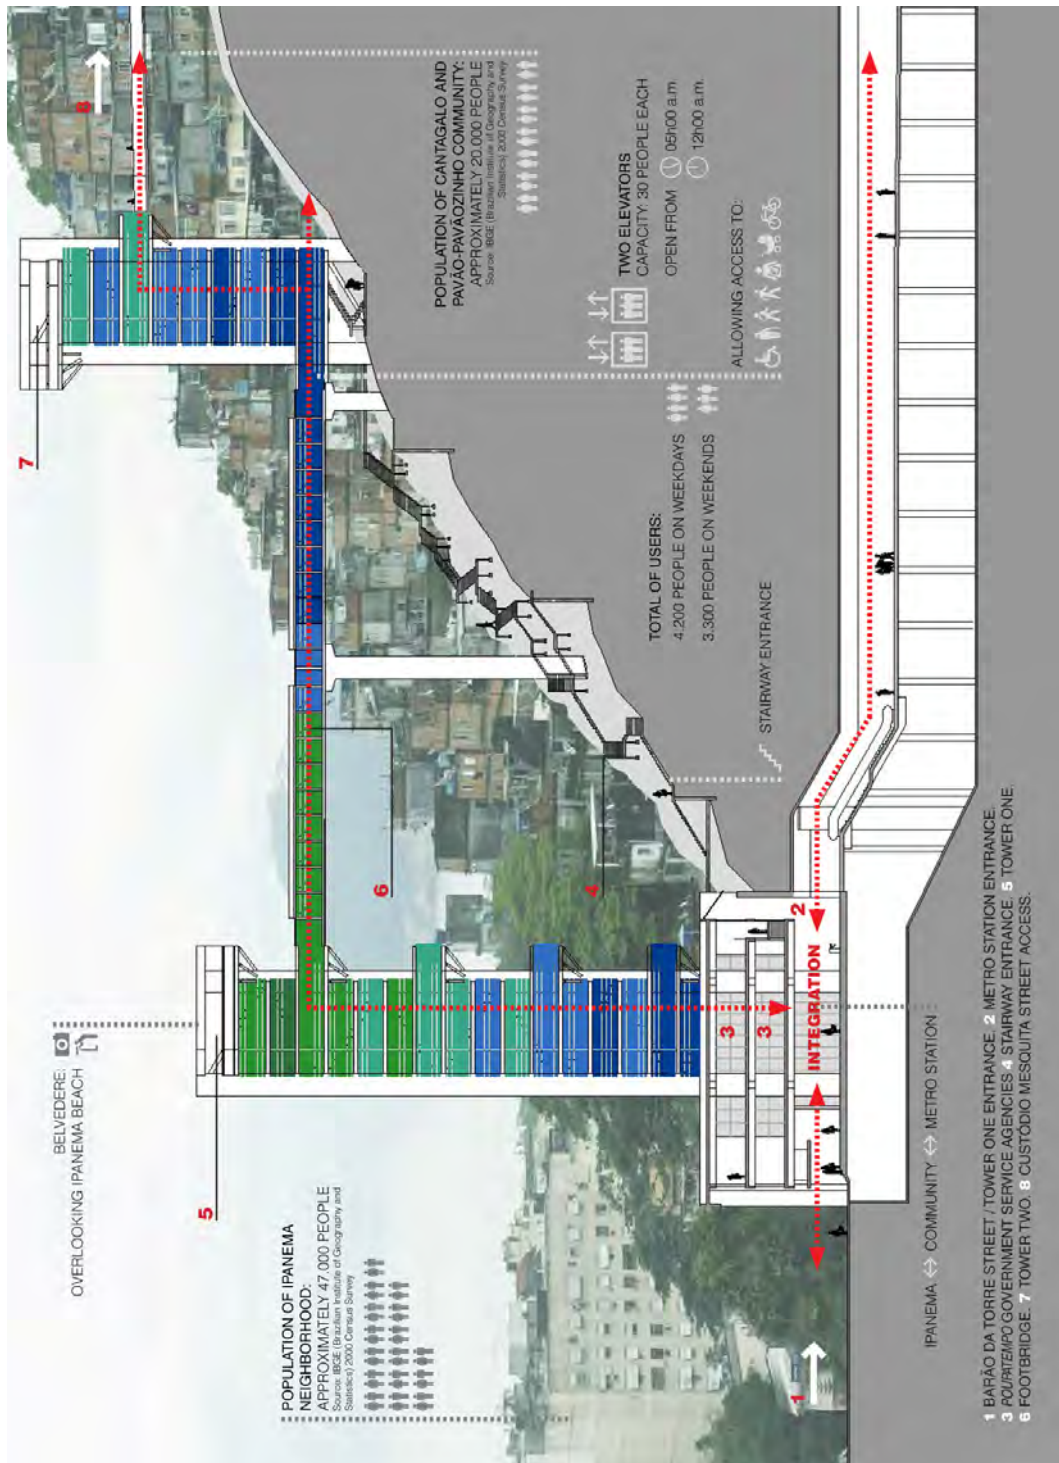 BELVEDERE:
OVERLOOKING IPANEMA BEACH
5
POPULATION OF IPANEMA
NEIGHBORHOOD:
APPROXIMATELY 47.000 PEOPLE
Source: IBGE (Brazilian Institute of Geography and
Statistics) 2000 Census Survey
1
7
6
4
8
POPULATION OF CANTAGALO AND
PAVÃO-PAVÃOZINHO COMMUNITY:
APPROXIMATELY 20.000 PEOPLE
Source: IBGE (Brazilian Institute of Geography and
Statistics) 2000 Census Survey
TWO ELEVATORS
CAPACITY: 30 PEOPLE EACH
OPEN FROM 05h00 a.m.
12h00 a.m.
ALLOWING ACCESS TO:
TOTAL OF USERS:
4.200 PEOPLE ON WEEKDAYS
3.300 PEOPLE ON WEEKENDS
STAIRWAY ENTRANCE
3
3
2
INTEGRATION
IPANEMA <-> COMMUNITY <-> METRO STATION
1 BARÃO DA TORRE STREET / TOWER ONE ENTRANCE. 2 METRO STATION ENTRANCE.
3 POUPATEMPO GOVERNMENT SERVICE AGENCIES 4 STAIRWAY ENTRANCE. 5 TOWER ONE.
6 FOOTBRIDGE. 7 TOWER TWO. 8 CUSTÓDIO MESQUITA STREET ACCESS.